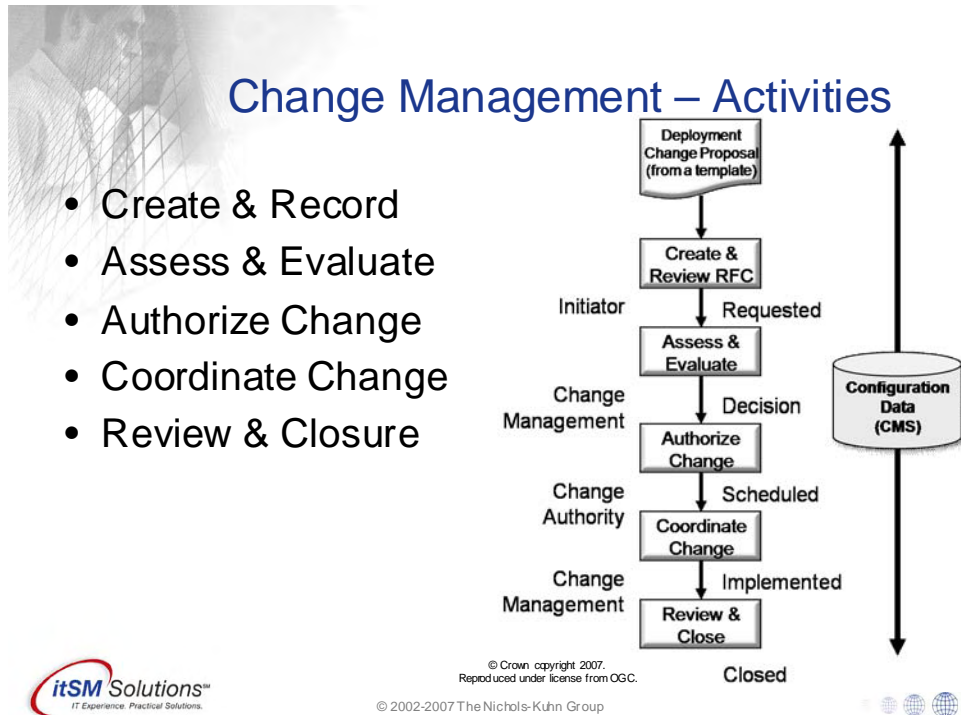 Change Management – Activities
• Create & Record
• Assess & Evaluate
• Authorize Change
• Coordinate Change
• Review & Closure
Deployment
Change Proposal
(from a template)
Create &
Review RFC
Initiator
Requested
Assess &
Evaluate
Change
Management
Decision
Authorize
Change
Change
Authority
Scheduled
Coordinate
Change
Change
Management
Implemented
Review &
Close
Closed
Configuration
Data
(CMS)
© Crown copyright 2007.
Reproduced under license from OGC.
itSM Solutions℠
IT Experience. Practical Solutions.
© 2002-2007 The Nichols-Kuhn Group